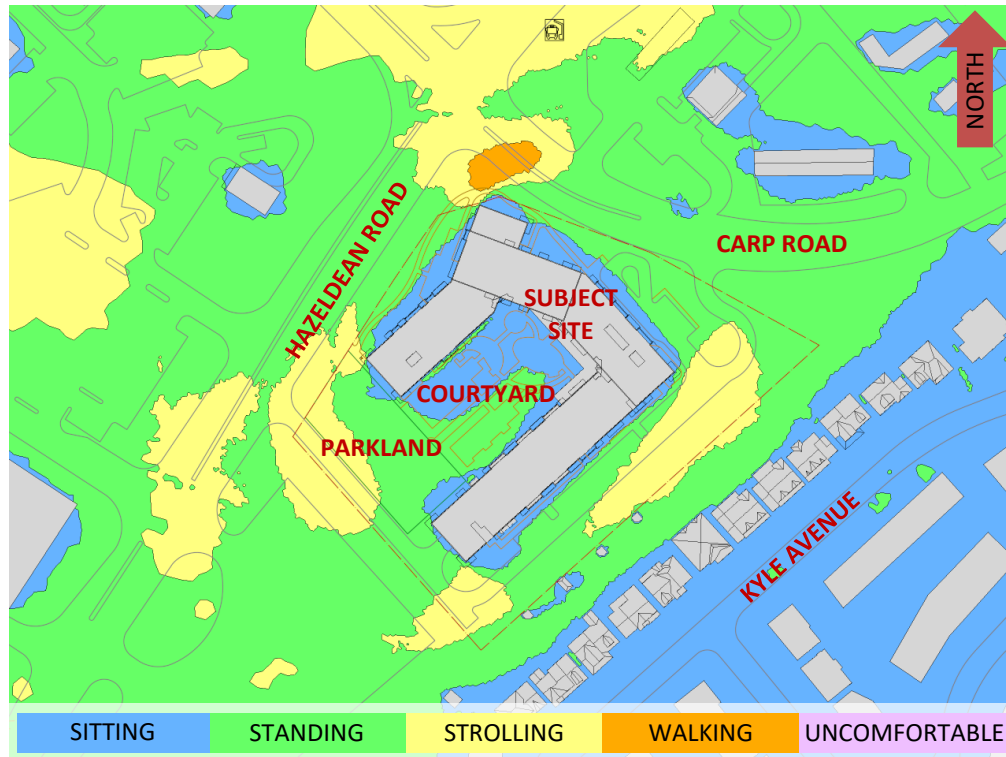 NORTH
HAZELDEAN ROAD
CARP ROAD
SUBJECT
SITE
COURTYARD
PARKLAND
KYLE AVENUE
SITTING
STANDING
STROLLING
WALKING
UNCOMFORTABLE